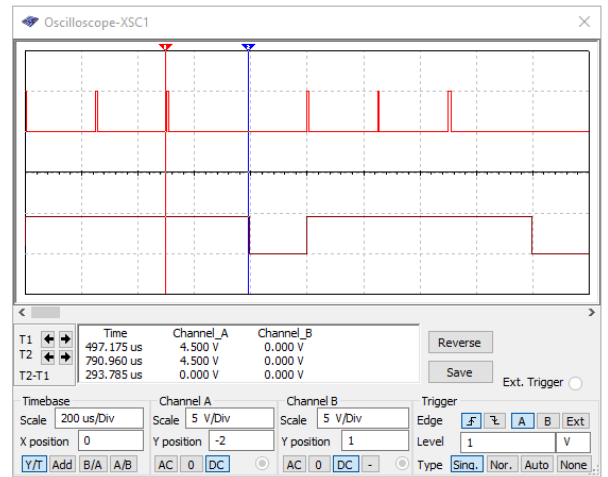 Oscilloscope-XSC1
1 2
Time Channel_A Channel_B
T1 497.175 us 4.500 V 0.000 V
T2 790.960 us 4.500 V 0.000 V
T2-T1 293.785 us 0.000 V 0.000 V
Reverse
Save
Ext. Trigger
Timebase Channel A Channel B Trigger
Scale 200 us/Div Scale 5 V/Div Scale 5 V/Div Edge A B Ext
X position 0 Y position -2 Y position 1 Level 1 V
Y/T Add B/A A/B AC 0 DC AC 0 DC - Type Sing. Nor. Auto None